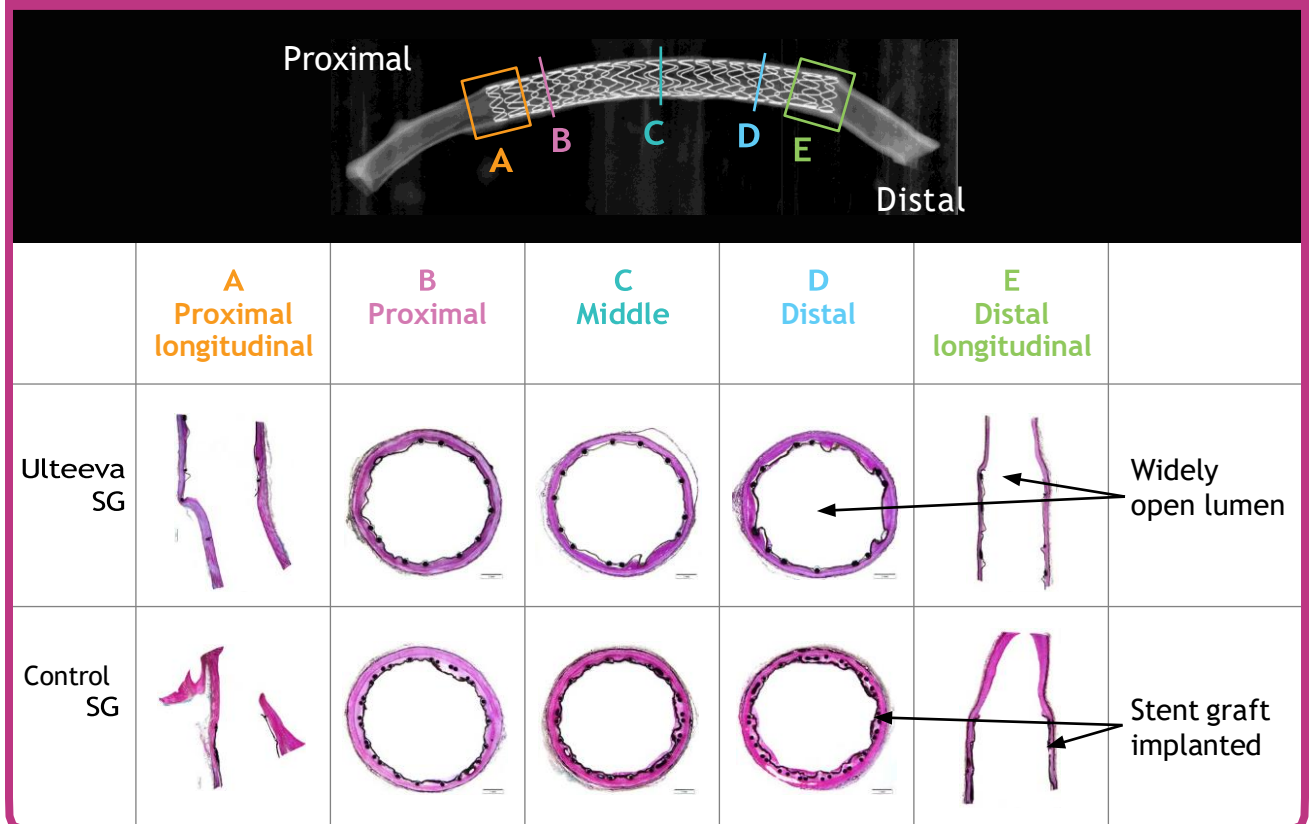 Proximal
A
B
C
D
E
Distal
A
Proximal
longitudinal
B
Proximal
C
Middle
D
Distal
E
Distal
longitudinal
Ulteeva
SG
Widely
open lumen
Control
SG
Stent graft
implanted